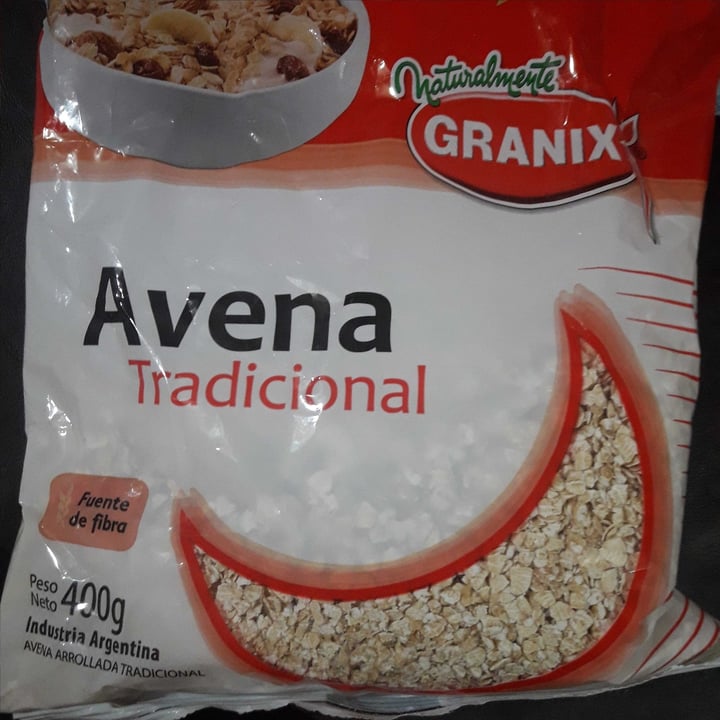 Naturalmente
GRANIX
Avena
Tradicional
Fuente
de fibra
Peso
Neto 400g
Industria Argentina
AVENA ARROLLADA TRADICIONAL